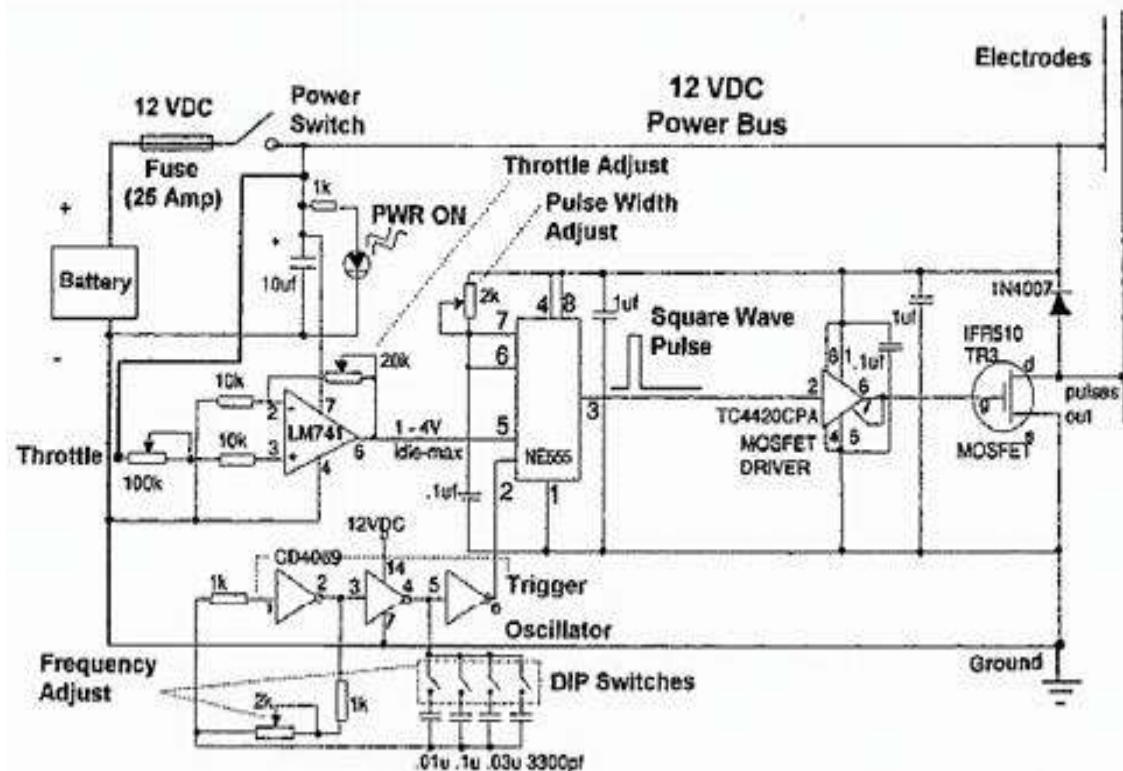 Electrodes
12 VDC
Power Bus
12 VDC
Power
Switch
Fuse
(25 Amp)
Throttle Adjust
1k
PWR ON
Pulse Width
Adjust
+
Battery
-
+
10uf
2k
4 8
7
6
.1uf
Square Wave
Pulse
1uf
1N4007
IFR510
TR3
d
g
s
pulses
out
MOSFET
20k
10k
2
-
7
LM741
10k
3
+
6
4
Throttle
100k
1 - 4V
Idle-max
5
NE555
3
2
1
.1uf
2
6 1
.1uf
6
7
4 5
TC4420CPA
MOSFET
DRIVER
12VDC
CD4069
1k
1
2
3
14
4
7
5
6
Trigger
Oscillator
Ground
Frequency
Adjust
2k
1k
DIP Switches
.01u .1u .03u 3300pf